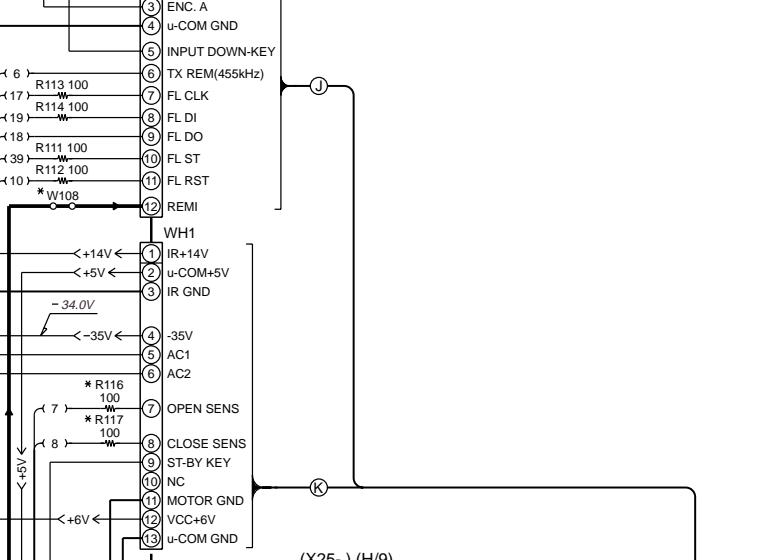 3 ENC. A
4 u-COM GND
5 INPUT DOWN-KEY
6 6 TX REM(455kHz)
R113 100
17 7 FL CLK
R114 100
19 8 FL DI
18 9 FL DO
R111 100
39 10 FL ST
R112 100
10 11 FL RST
* W108
12 REMI
J
WH1
+14V 1 IR+14V
+5V 2 u-COM+5V
3 IR GND
− 34.0V
−35V 4 -35V
5 AC1
6 AC2
* R116
100
7 7 OPEN SENS
* R117
100
8 8 CLOSE SENS
9 ST-BY KEY
+5V
10 NC
K
11 MOTOR GND
+6V 12 VCC+6V
13 u-COM GND
(X25- ) (H/9)